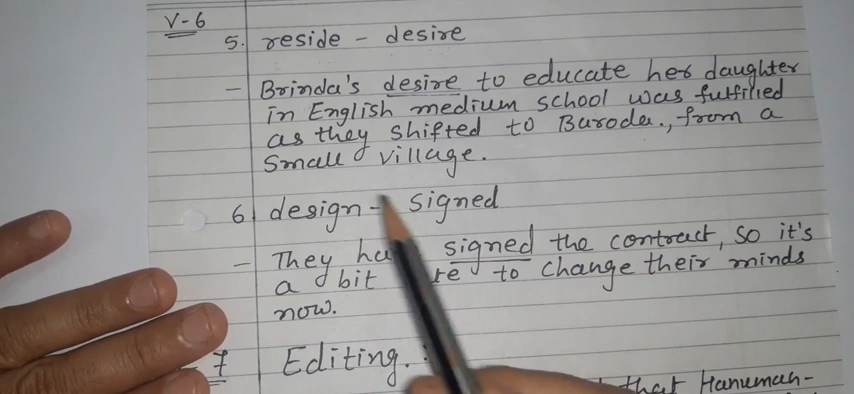 V-6
5. reside - desire
- Brinda's desire to educate her daughter
in English medium school was fulfilled
as they shifted to Baroda., from a
Small village.
6. design - signed
- They signed the contract, so it's
a bit to change their minds
now.
7 Editing.
that Hanuman-